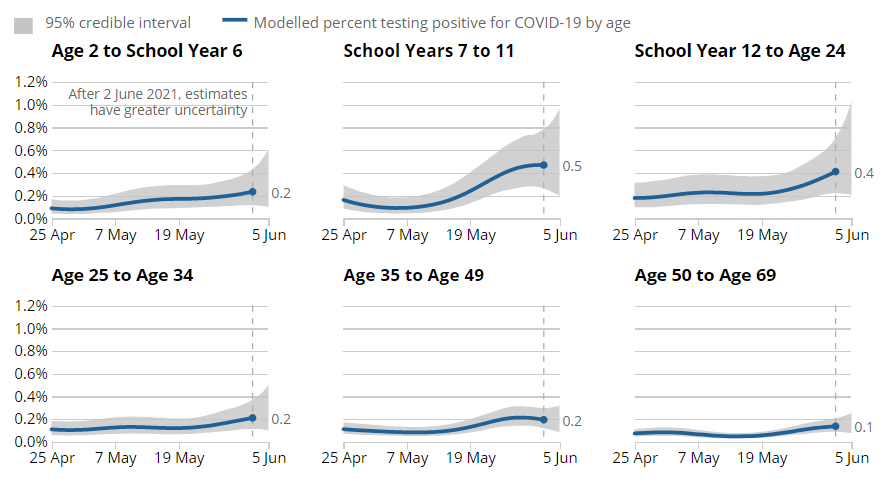 95% credible interval Modelled percent testing positive for COVID-19 by age
Age 2 to School Year 6 School Years 7 to 11 School Year 12 to Age 24
1.2%
After 2 June 2021, estimates
1.0%
have greater uncertainty
0.8%
0.6%
0.4%
0.2%
0.0%
0.2 0.5 0.4
25 Apr 7 May 19 May 5 Jun 25 Apr 7 May 19 May 5 Jun 25 Apr 7 May 19 May 5 Jun
Age 25 to Age 34 Age 35 to Age 49 Age 50 to Age 69
1.2%
1.0%
0.8%
0.6%
0.4%
0.2%
0.0%
0.2 0.2 0.1
25 Apr 7 May 19 May 5 Jun 25 Apr 7 May 19 May 5 Jun 25 Apr 7 May 19 May 5 Jun